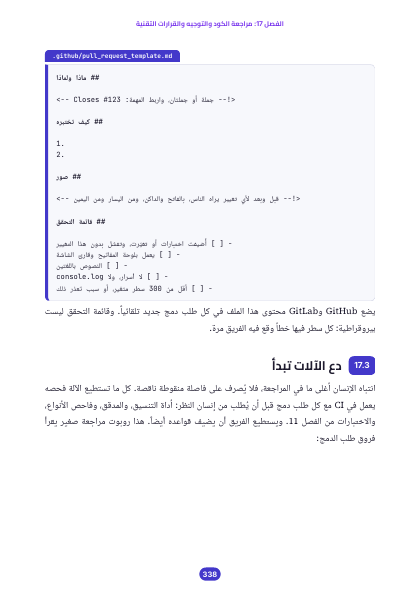 الفصل 17: مراجعة الكود والتوجيه والقرارات التقنية
.github/pull_request_template.md
## ماذا ولماذا
<!-- جملة أو جملتان، واربط المهمة: Closes #123 -->
## كيف تختبره
1.
2.
## صور
<!-- قبل وبعد لأي تغيير يراه الناس، بالفاتح والداكن، ومن اليسار ومن اليمين -->
## قائمة التحقق
- [ ] أُضيفت اختبارات أو تغيّرت، وتفشل بدون هذا التغيير
- [ ] يعمل بلوحة المفاتيح وقارئ الشاشة
- [ ] النصوص باللغتين
- [ ] لا أسرار، ولا console.log
- [ ] أقل من 300 سطر متغير، أو سبب تعذر ذلك
يضع GitHub وGitLab محتوى هذا الملف في كل طلب دمج جديد تلقائياً. وقائمة التحقق ليست
بيروقراطية: كل سطر فيها خطأ وقع فيه الفريق مرة.
17.3 دع الآلات تبدأ
انتباه الإنسان أغلى ما في المراجعة، فلا يُصرف على فاصلة منقوطة ناقصة. كل ما تستطيع الآلة فحصه
يعمل في CI مع كل طلب دمج قبل أن يُطلب من إنسان النظر: أداة التنسيق، والمدقق، وفاحص الأنواع،
والاختبارات من الفصل 11. ويستطيع الفريق أن يضيف قواعده أيضاً. هذا روبوت مراجعة صغير يقرأ
فروق طلب الدمج:
338